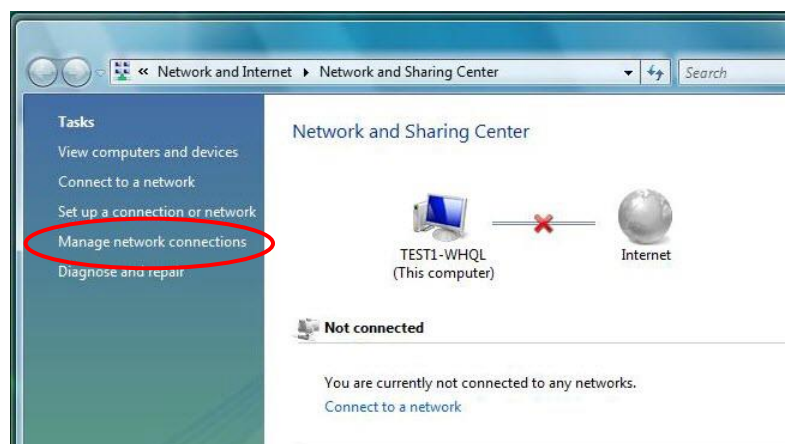 « Network and Internet ▸ Network and Sharing Center
Search
Tasks
View computers and devices
Connect to a network
Set up a connection or network
Manage network connections
Diagnose and repair
Network and Sharing Center
TEST1-WHQL
(This computer)
Internet
Not connected
You are currently not connected to any networks.
Connect to a network